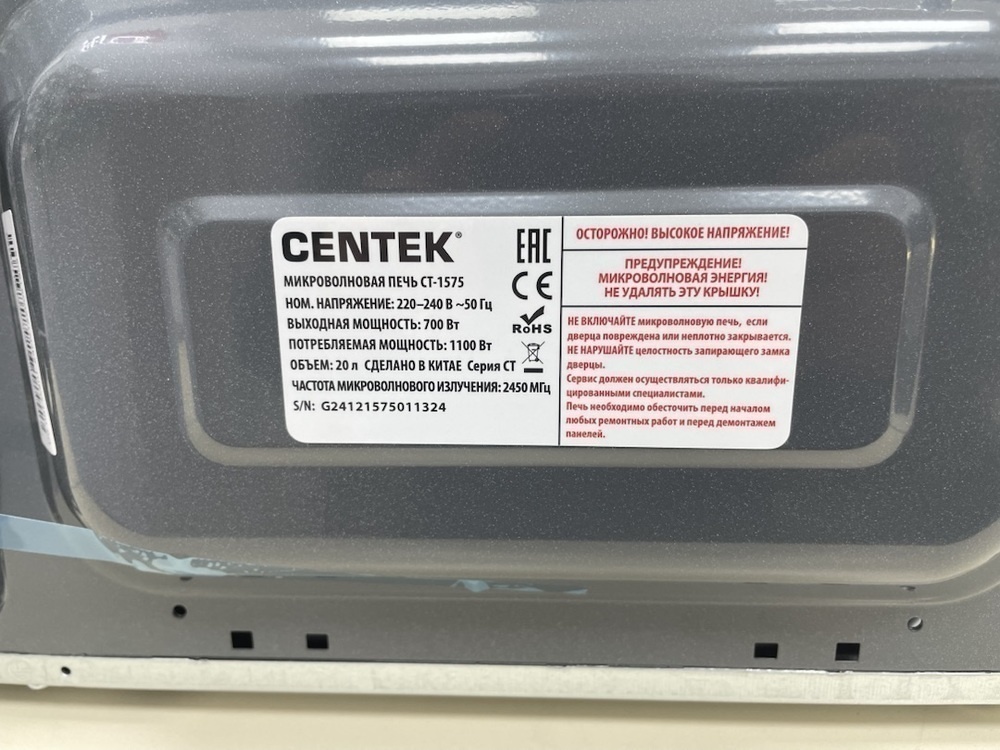 CENTEK®
EAC
МИКРОВОЛНОВАЯ ПЕЧЬ СТ-1575
НОМ. НАПРЯЖЕНИЕ: 220–240 В ~50 Гц
CE
ВЫХОДНАЯ МОЩНОСТЬ: 700 Вт
RoHS
ПОТРЕБЛЯЕМАЯ МОЩНОСТЬ: 1100 Вт
ОБЪЕМ: 20 л СДЕЛАНО В КИТАЕ Серия СТ
ЧАСТОТА МИКРОВОЛНОВОГО ИЗЛУЧЕНИЯ: 2450 МГц
S/N: G24121575011324
ОСТОРОЖНО! ВЫСОКОЕ НАПРЯЖЕНИЕ!
ПРЕДУПРЕЖДЕНИЕ!
МИКРОВОЛНОВАЯ ЭНЕРГИЯ!
НЕ УДАЛЯТЬ ЭТУ КРЫШКУ!
НЕ ВКЛЮЧАЙТЕ микроволновую печь, если
дверца повреждена или неплотно закрывается.
НЕ НАРУШАЙТЕ целостность запирающего замка
дверцы.
Сервис должен осуществляться только квалифи-
цированными специалистами.
Печь необходимо обесточить перед началом
любых ремонтных работ и перед демонтажем
панелей.